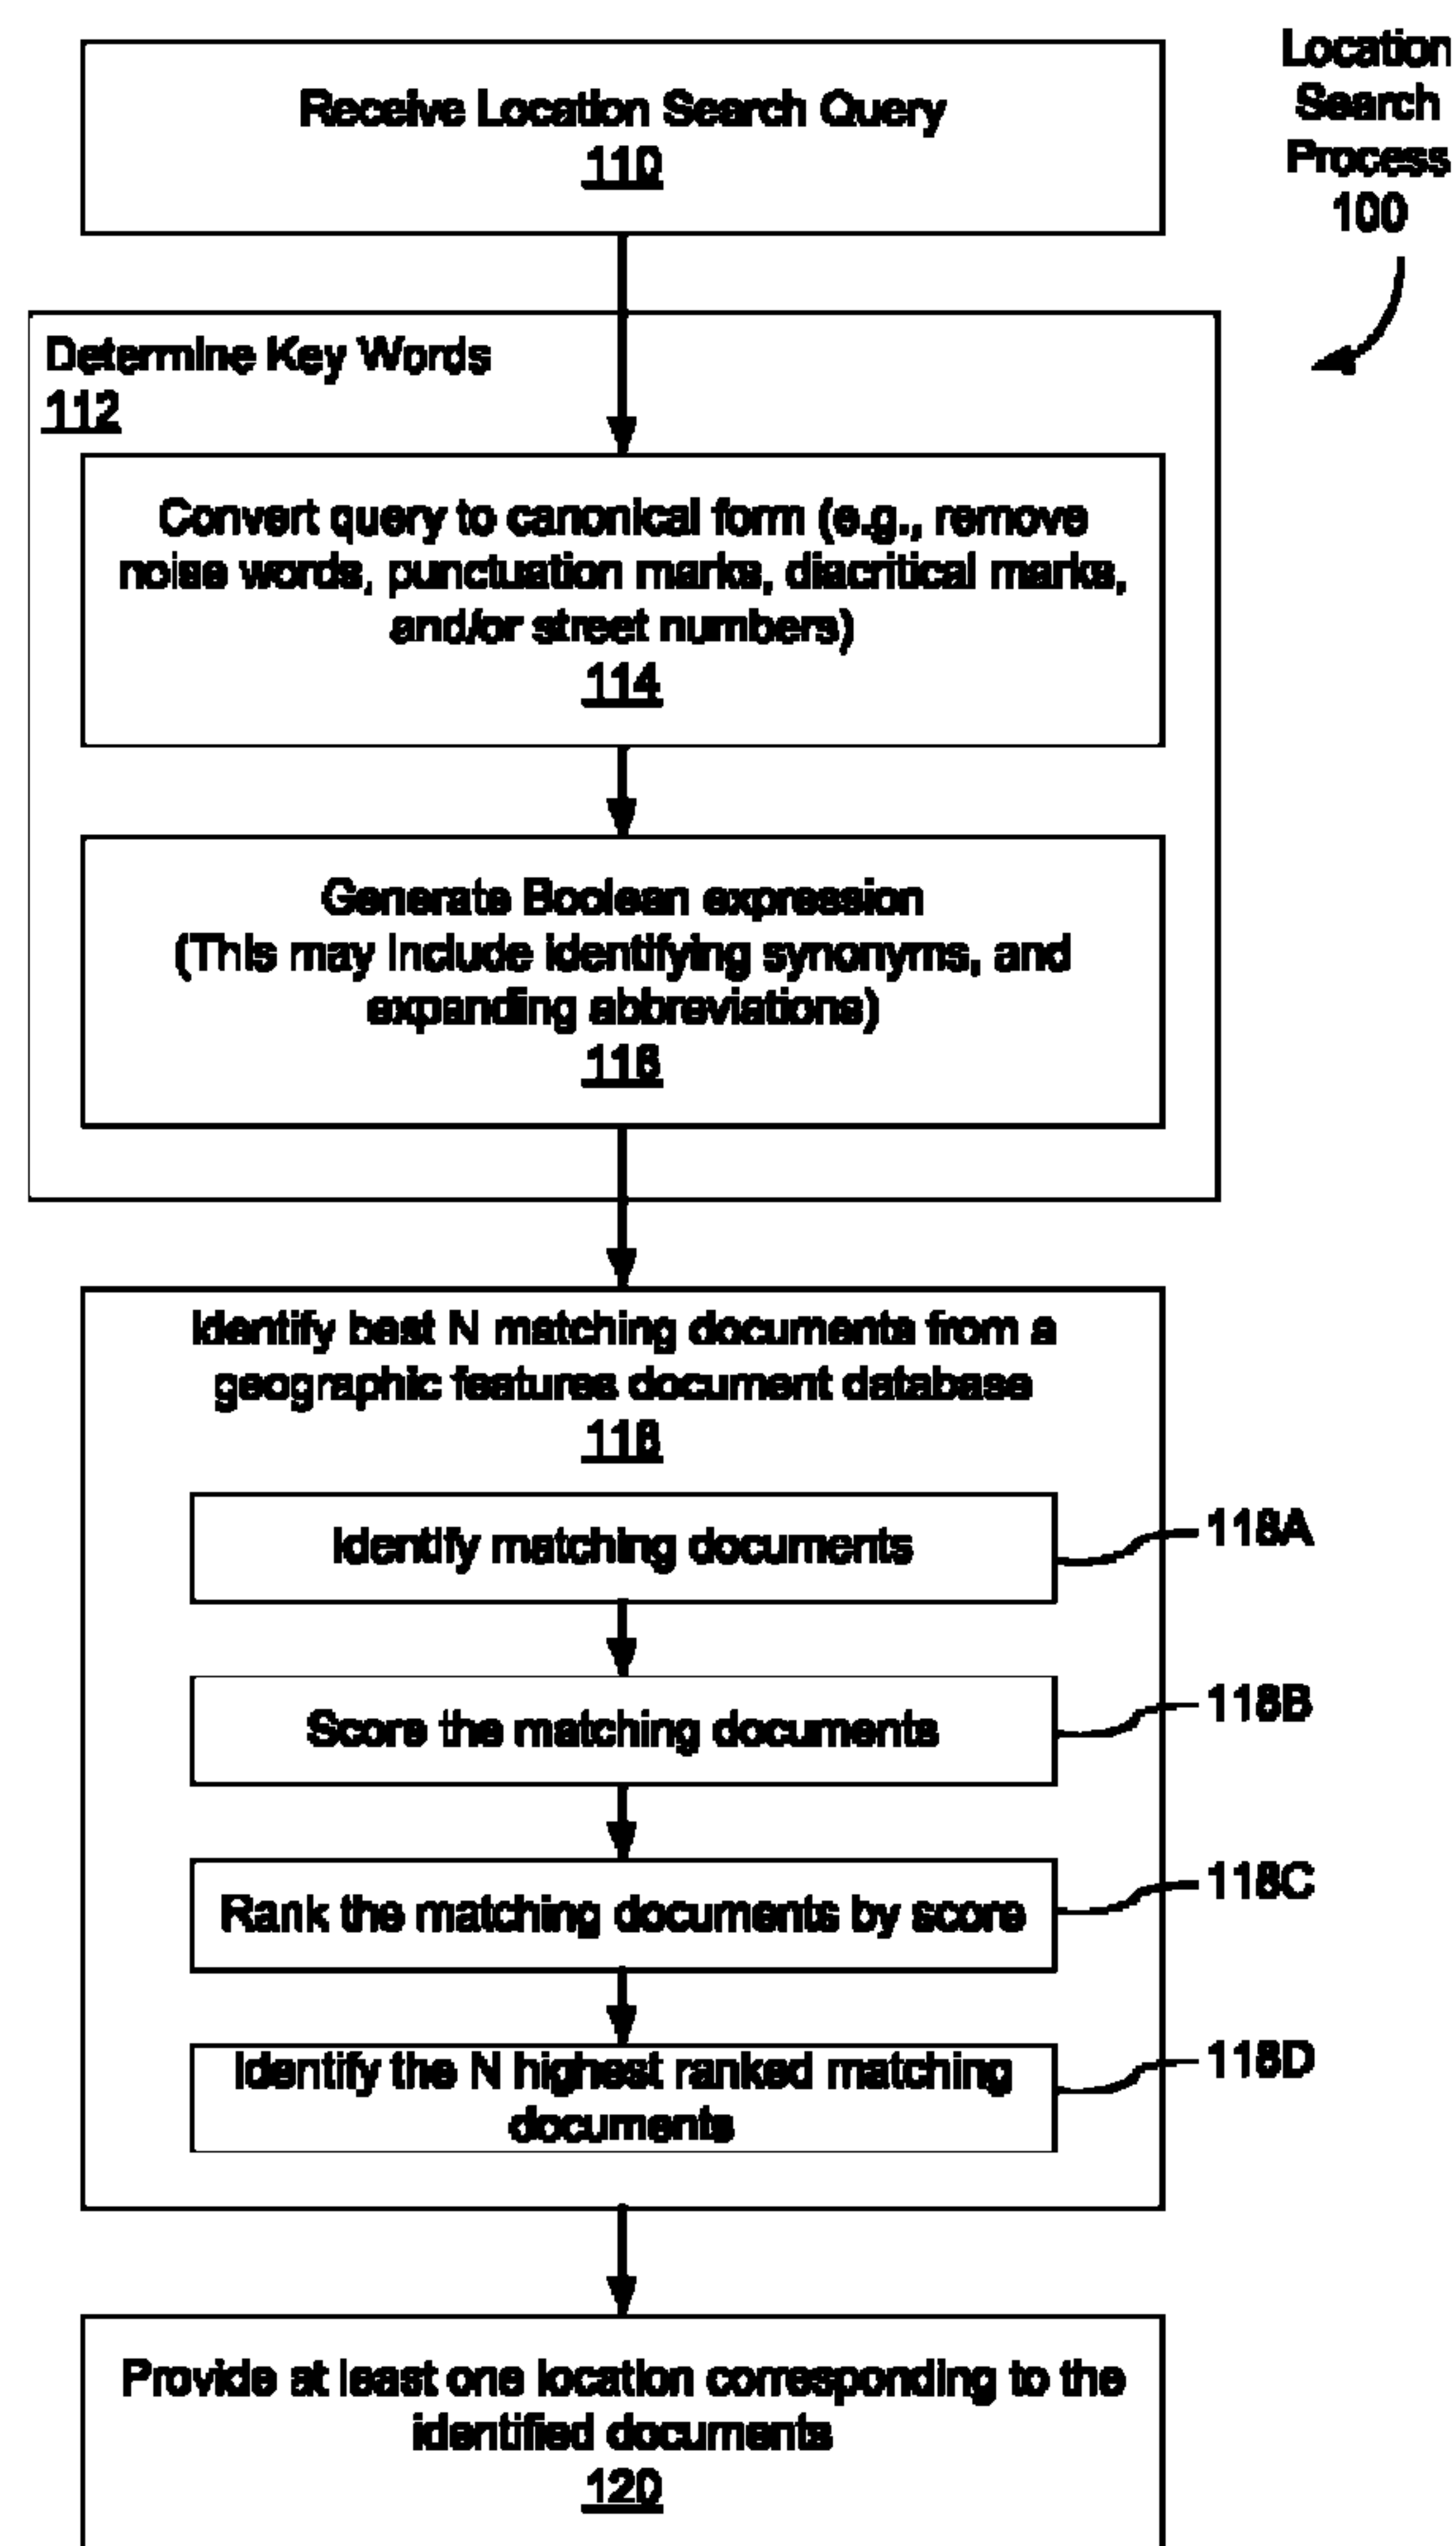 Receive Location Search Query
110
Location
Search
Process
100
Determine Key Words
112
Convert query to canonical form (e.g., remove
noise words, punctuation marks, diacritical marks,
and/or street numbers)
114
Generate Boolean expression
(This may include identifying synonyms, and
expanding abbreviations)
116
Identify best N matching documents from a
geographic features document database
118
Identify matching documents
118A
Score the matching documents
118B
Rank the matching documents by score
118C
Identify the N highest ranked matching
documents
118D
Provide at least one location corresponding to the
identified documents
120